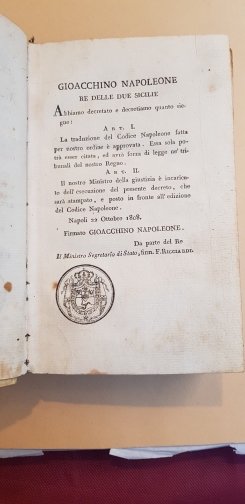 GIOACCHINO NAPOLEONE
RE DELLE DUE SICILIE
Abbiamo decretato e decretiamo quanto sie-
gue:
ART. I.
La traduzione del Codice Napoleone fatta
per nostro ordine è approvata. Essa sola po-
trà esser citata, ed avrà forza di legge ne' tri-
bunali del nostro Regno.
ART. II.
Il nostro Ministro della giustizia è incarica-
to dell'esecuzione del presente decreto, che
sarà stampato, e posto in fronte all'edizione
del Codice Napoleone.
Napoli 22 Ottobre 1808.
Firmato GIOACCHINO NAPOLEONE.
Da parte del Re
Il Ministro Segretario di Stato, firm. F. RICCIARDI.